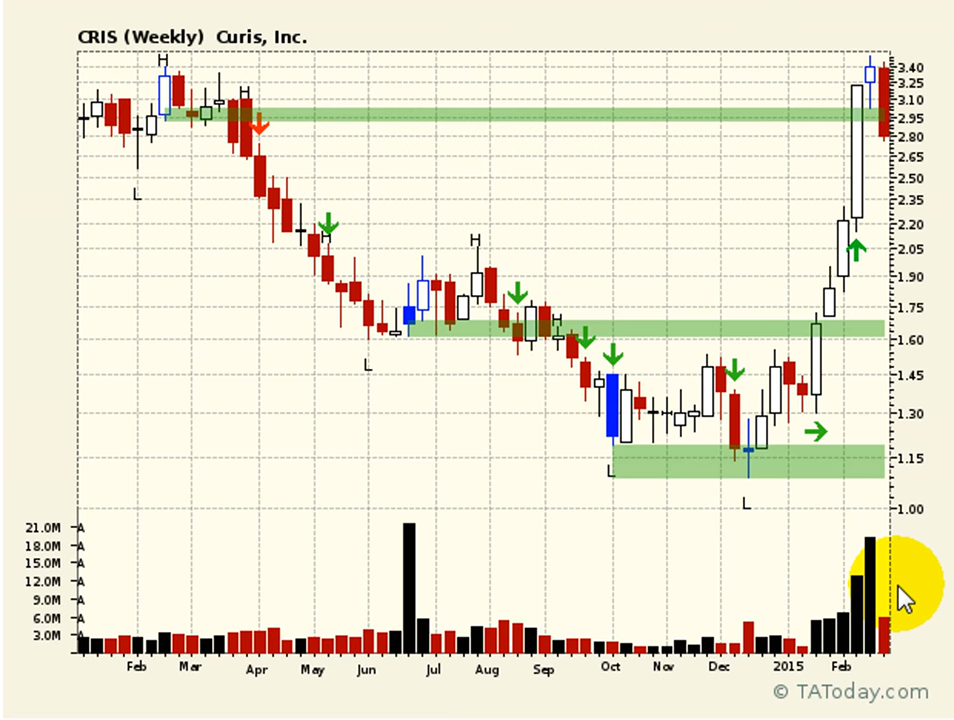 CRIS (Weekly)  Curis, Inc.
H
H
L
H
H
H
L
L
L
3.40
3.25
3.10
2.95
2.80
2.65
2.50
2.35
2.20
2.05
1.90
1.75
1.60
1.45
1.30
1.15
1.00
21.0M A
18.0M A
15.0M A
12.0M A
9.0M A
6.0M A
3.0M A
Feb Mar Apr May Jun Jul Aug Sep Oct Nov Dec 2015 Feb
© TAToday.com